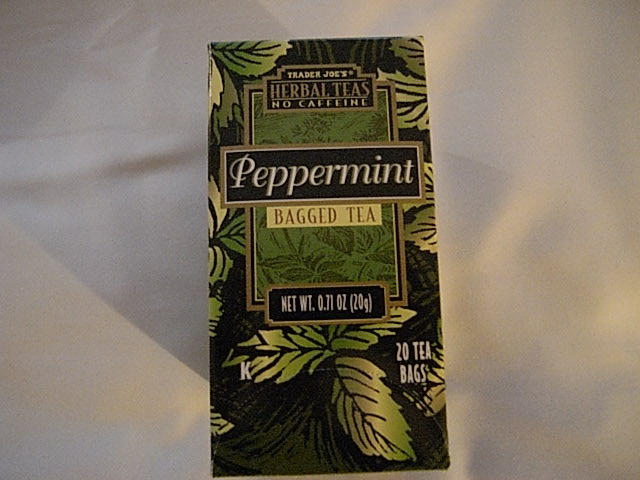 TRADER JOE'S®
HERBAL TEAS
NO CAFFEINE
Peppermint
BAGGED TEA
NET WT. 0.71 OZ (20g)
K
20 TEA
BAGS